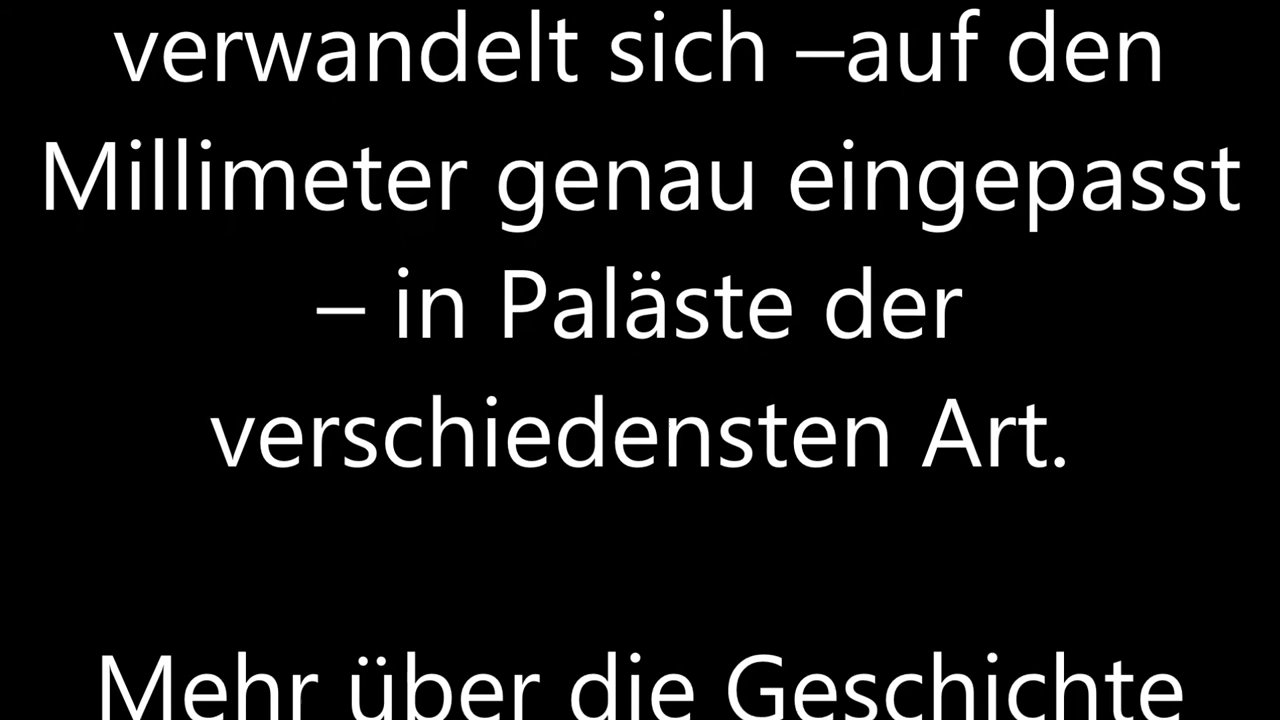 verwandelt sich –auf den
Millimeter genau eingepasst
– in Paläste der
verschiedensten Art.
Mehr über die Geschichte